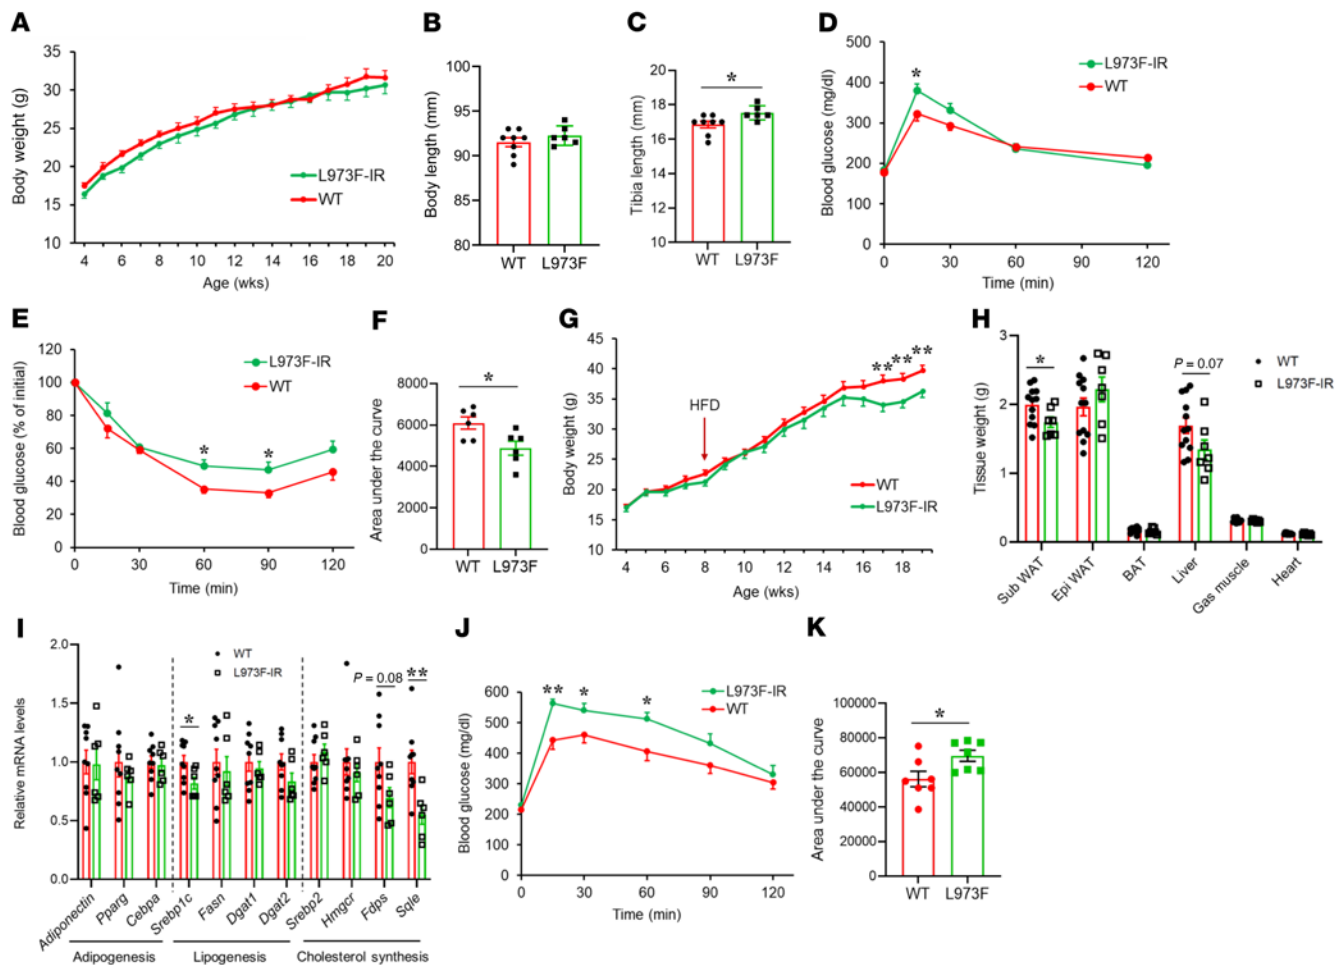 A
Body weight (g)
35
30
25
20
15
10
L973F-IR
WT
4 6 8 10 12 14 16 18 20
Age (wks)
B
Body length (mm)
100
95
90
85
80
WT L973F
C
Tibia length (mm)
20
18
16
14
12
10
*
WT L973F
D
Blood glucose (mg/dl)
500
400
300
200
100
0
*
L973F-IR
WT
0 30 60 90 120
Time (min)
E
Blood glucose (% of initial)
120
100
80
60
40
20
0
L973F-IR
WT
* *
0 30 60 90 120
Time (min)
F
Area under the curve
8000
6000
4000
2000
0
*
WT L973F
G
Body weight (g)
45
40
35
30
25
20
15
10
HFD
** ** **
WT
L973F-IR
4 6 8 10 12 14 16 18
Age (wks)
H
Tissue weight (g)
3
2
1
0
*
P = 0.07
WT
L973F-IR
Sub WAT Epi WAT BAT Liver Gas muscle Heart
I
Relative mRNA levels
2.0
1.5
1.0
0.5
0
WT
L973F-IR
*
P = 0.08
**
Adiponectin Pparg Cebpa Srebp1c Fasn Dgat1 Dgat2 Srebp2 Hmgcr Fdps Sqle
Adipogenesis Lipogenesis Cholesterol synthesis
J
Blood glucose (mg/dl)
600
500
400
300
200
100
0
** * *
L973F-IR
WT
0 30 60 90 120
Time (min)
K
Area under the curve
100000
80000
60000
40000
20000
0
*
WT L973F